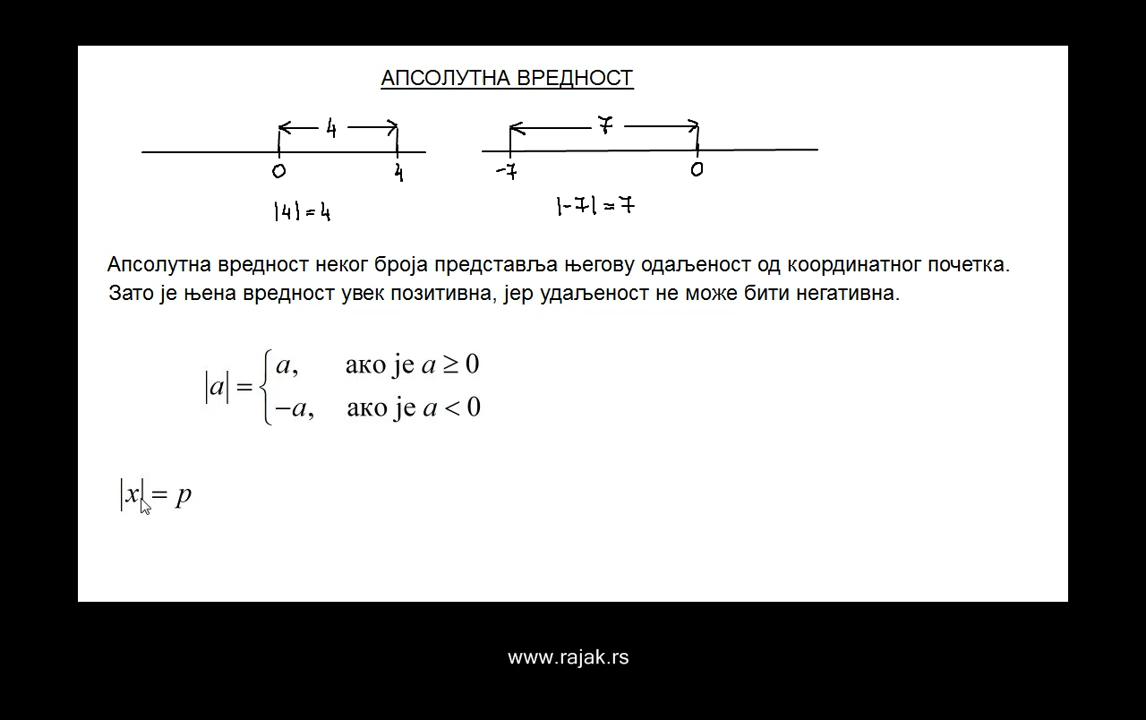 АПСОЛУТНА ВРЕДНОСТ
4 7
0 4 -7 0
|4| = 4 |-7| = 7
Апсолутна вредност неког броја представља његову одаљеност од координатног почетка.
Зато је њена вредност увек позитивна, јер удаљеност не може бити негативна.
|a| = { a, ако је a ≥ 0
-a, ако је a < 0
|x| = p
www.rajak.rs